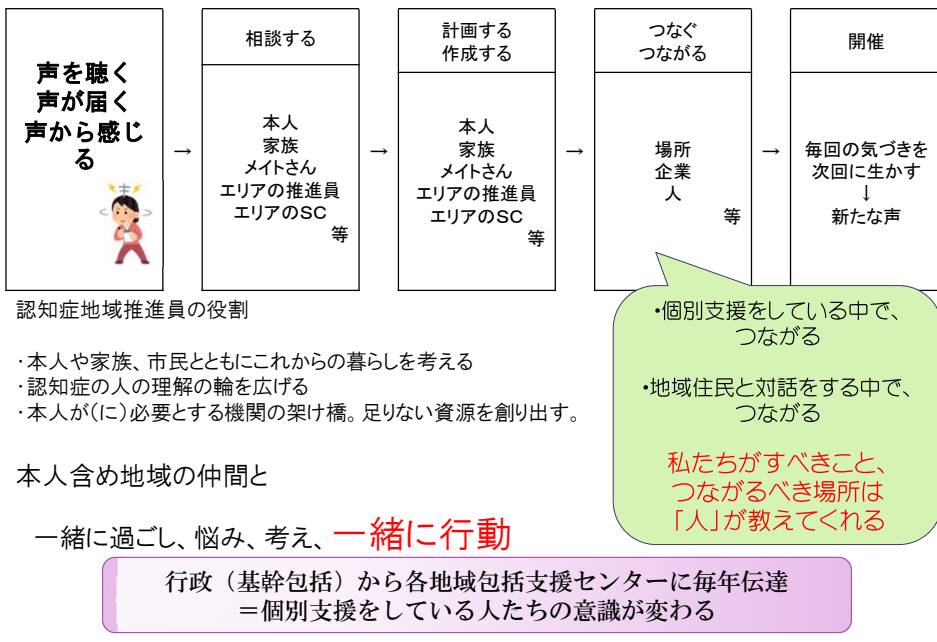 声を聴く
声が届く
声から感じ
る
→
相談する
本人
家族
メイトさん
エリアの推進員
エリアのSC
等
→
計画する
作成する
本人
家族
メイトさん
エリアの推進員
エリアのSC
等
→
つなぐ
つながる
場所
企業
人
等
→
開催
毎回の気づきを
次回に生かす
↓
新たな声
認知症地域推進員の役割
・本人や家族、市民とともにこれからの暮らしを考える
・認知症の人の理解の輪を広げる
・本人が(に)必要とする機関の架け橋。足りない資源を創り出す。
・個別支援をしている中で、
つながる
・地域住民と対話をする中で、
つながる
私たちがすべきこと、
つながるべき場所は
「人」が教えてくれる
本人含め地域の仲間と
一緒に過ごし、悩み、考え、一緒に行動
行政（基幹包括）から各地域包括支援センターに毎年伝達
＝個別支援をしている人たちの意識が変わる